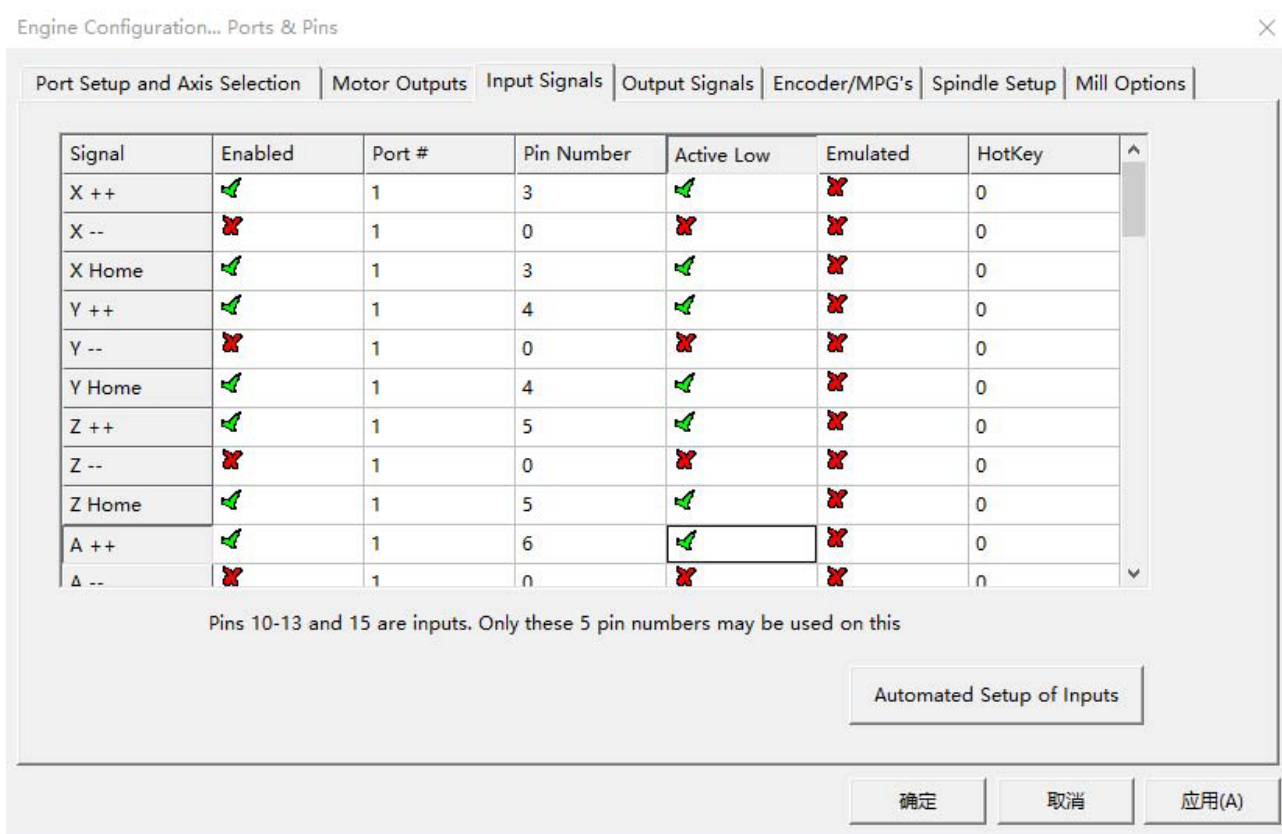 Engine Configuration... Ports & Pins
Port Setup and Axis Selection Motor Outputs Input Signals Output Signals Encoder/MPG's Spindle Setup Mill Options
Signal Enabled Port # Pin Number Active Low Emulated HotKey
X ++ 1 3 0
X -- 1 0 0
X Home 1 3 0
Y ++ 1 4 0
Y -- 1 0 0
Y Home 1 4 0
Z ++ 1 5 0
Z -- 1 0 0
Z Home 1 5 0
A ++ 1 6 0
A -- 1 0 0
Pins 10-13 and 15 are inputs. Only these 5 pin numbers may be used on this
Automated Setup of Inputs
确定 取消 应用(A)